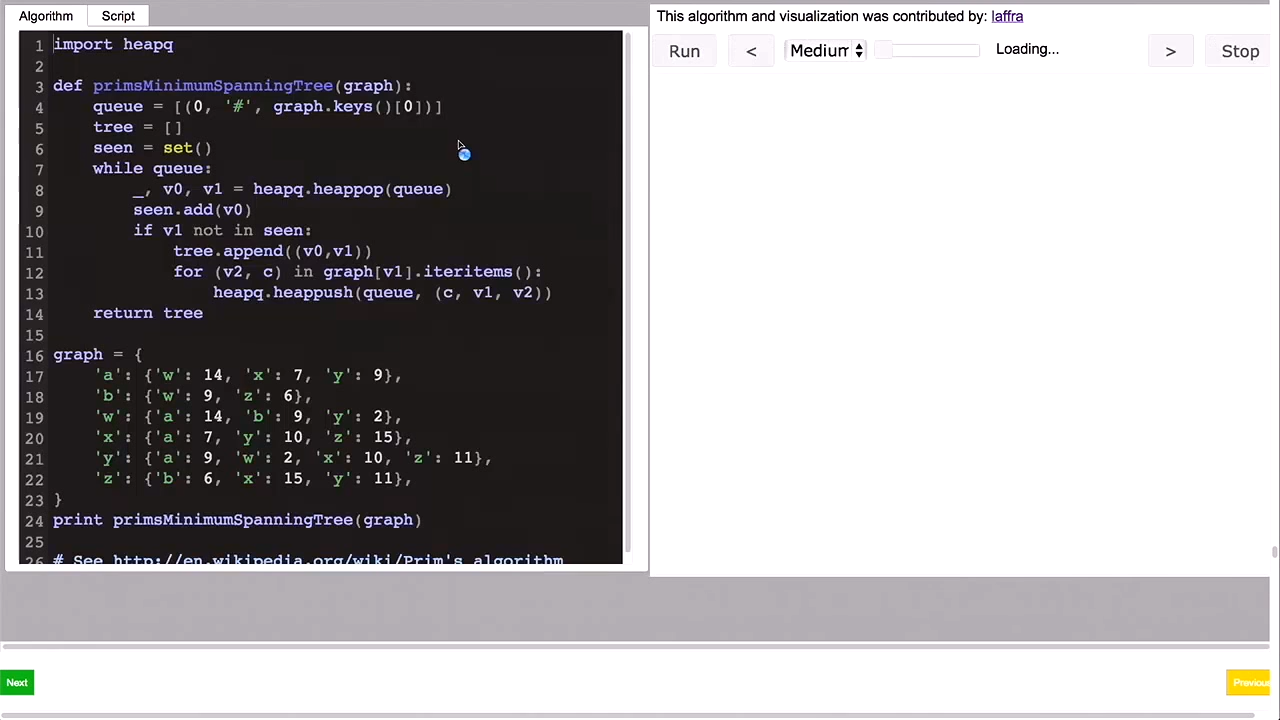 Algorithm Script
1 import heapq
2
3 def primsMinimumSpanningTree(graph):
4 queue = [(0, '#', graph.keys()[0])]
5 tree = []
6 seen = set()
7 while queue:
8 _, v0, v1 = heapq.heappop(queue)
9 seen.add(v0)
10 if v1 not in seen:
11 tree.append((v0,v1))
12 for (v2, c) in graph[v1].iteritems():
13 heapq.heappush(queue, (c, v1, v2))
14 return tree
15
16 graph = {
17 'a': {'w': 14, 'x': 7, 'y': 9},
18 'b': {'w': 9, 'z': 6},
19 'w': {'a': 14, 'b': 9, 'y': 2},
20 'x': {'a': 7, 'y': 10, 'z': 15},
21 'y': {'a': 9, 'w': 2, 'x': 10, 'z': 11},
22 'z': {'b': 6, 'x': 15, 'y': 11},
23 }
24 print primsMinimumSpanningTree(graph)
25
26 # See http://en.wikipedia.org/wiki/Prim's_algorithm
This algorithm and visualization was contributed by: laffra
Run < Medium Loading... > Stop
Next Previous